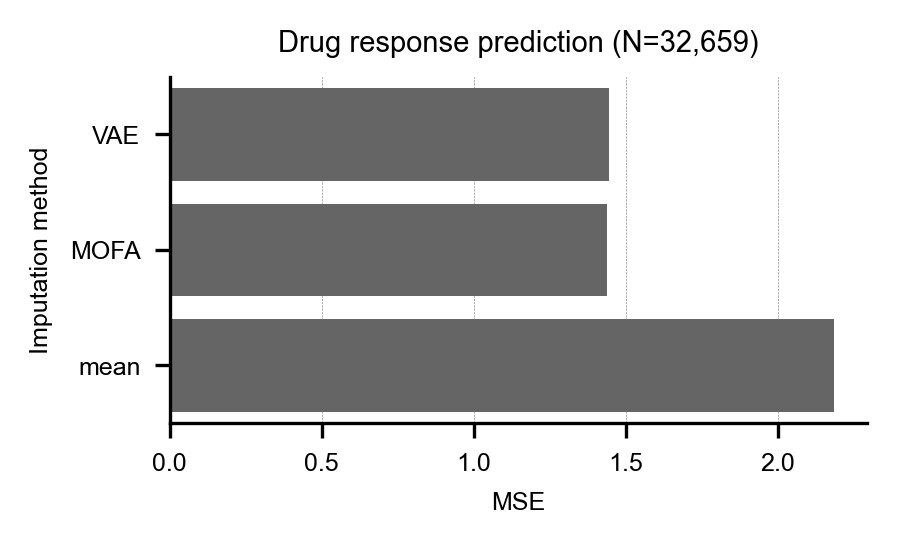 Drug response prediction (N=32,659)
Imputation method
VAE
MOFA
mean
0.0 0.5 1.0 1.5 2.0
MSE